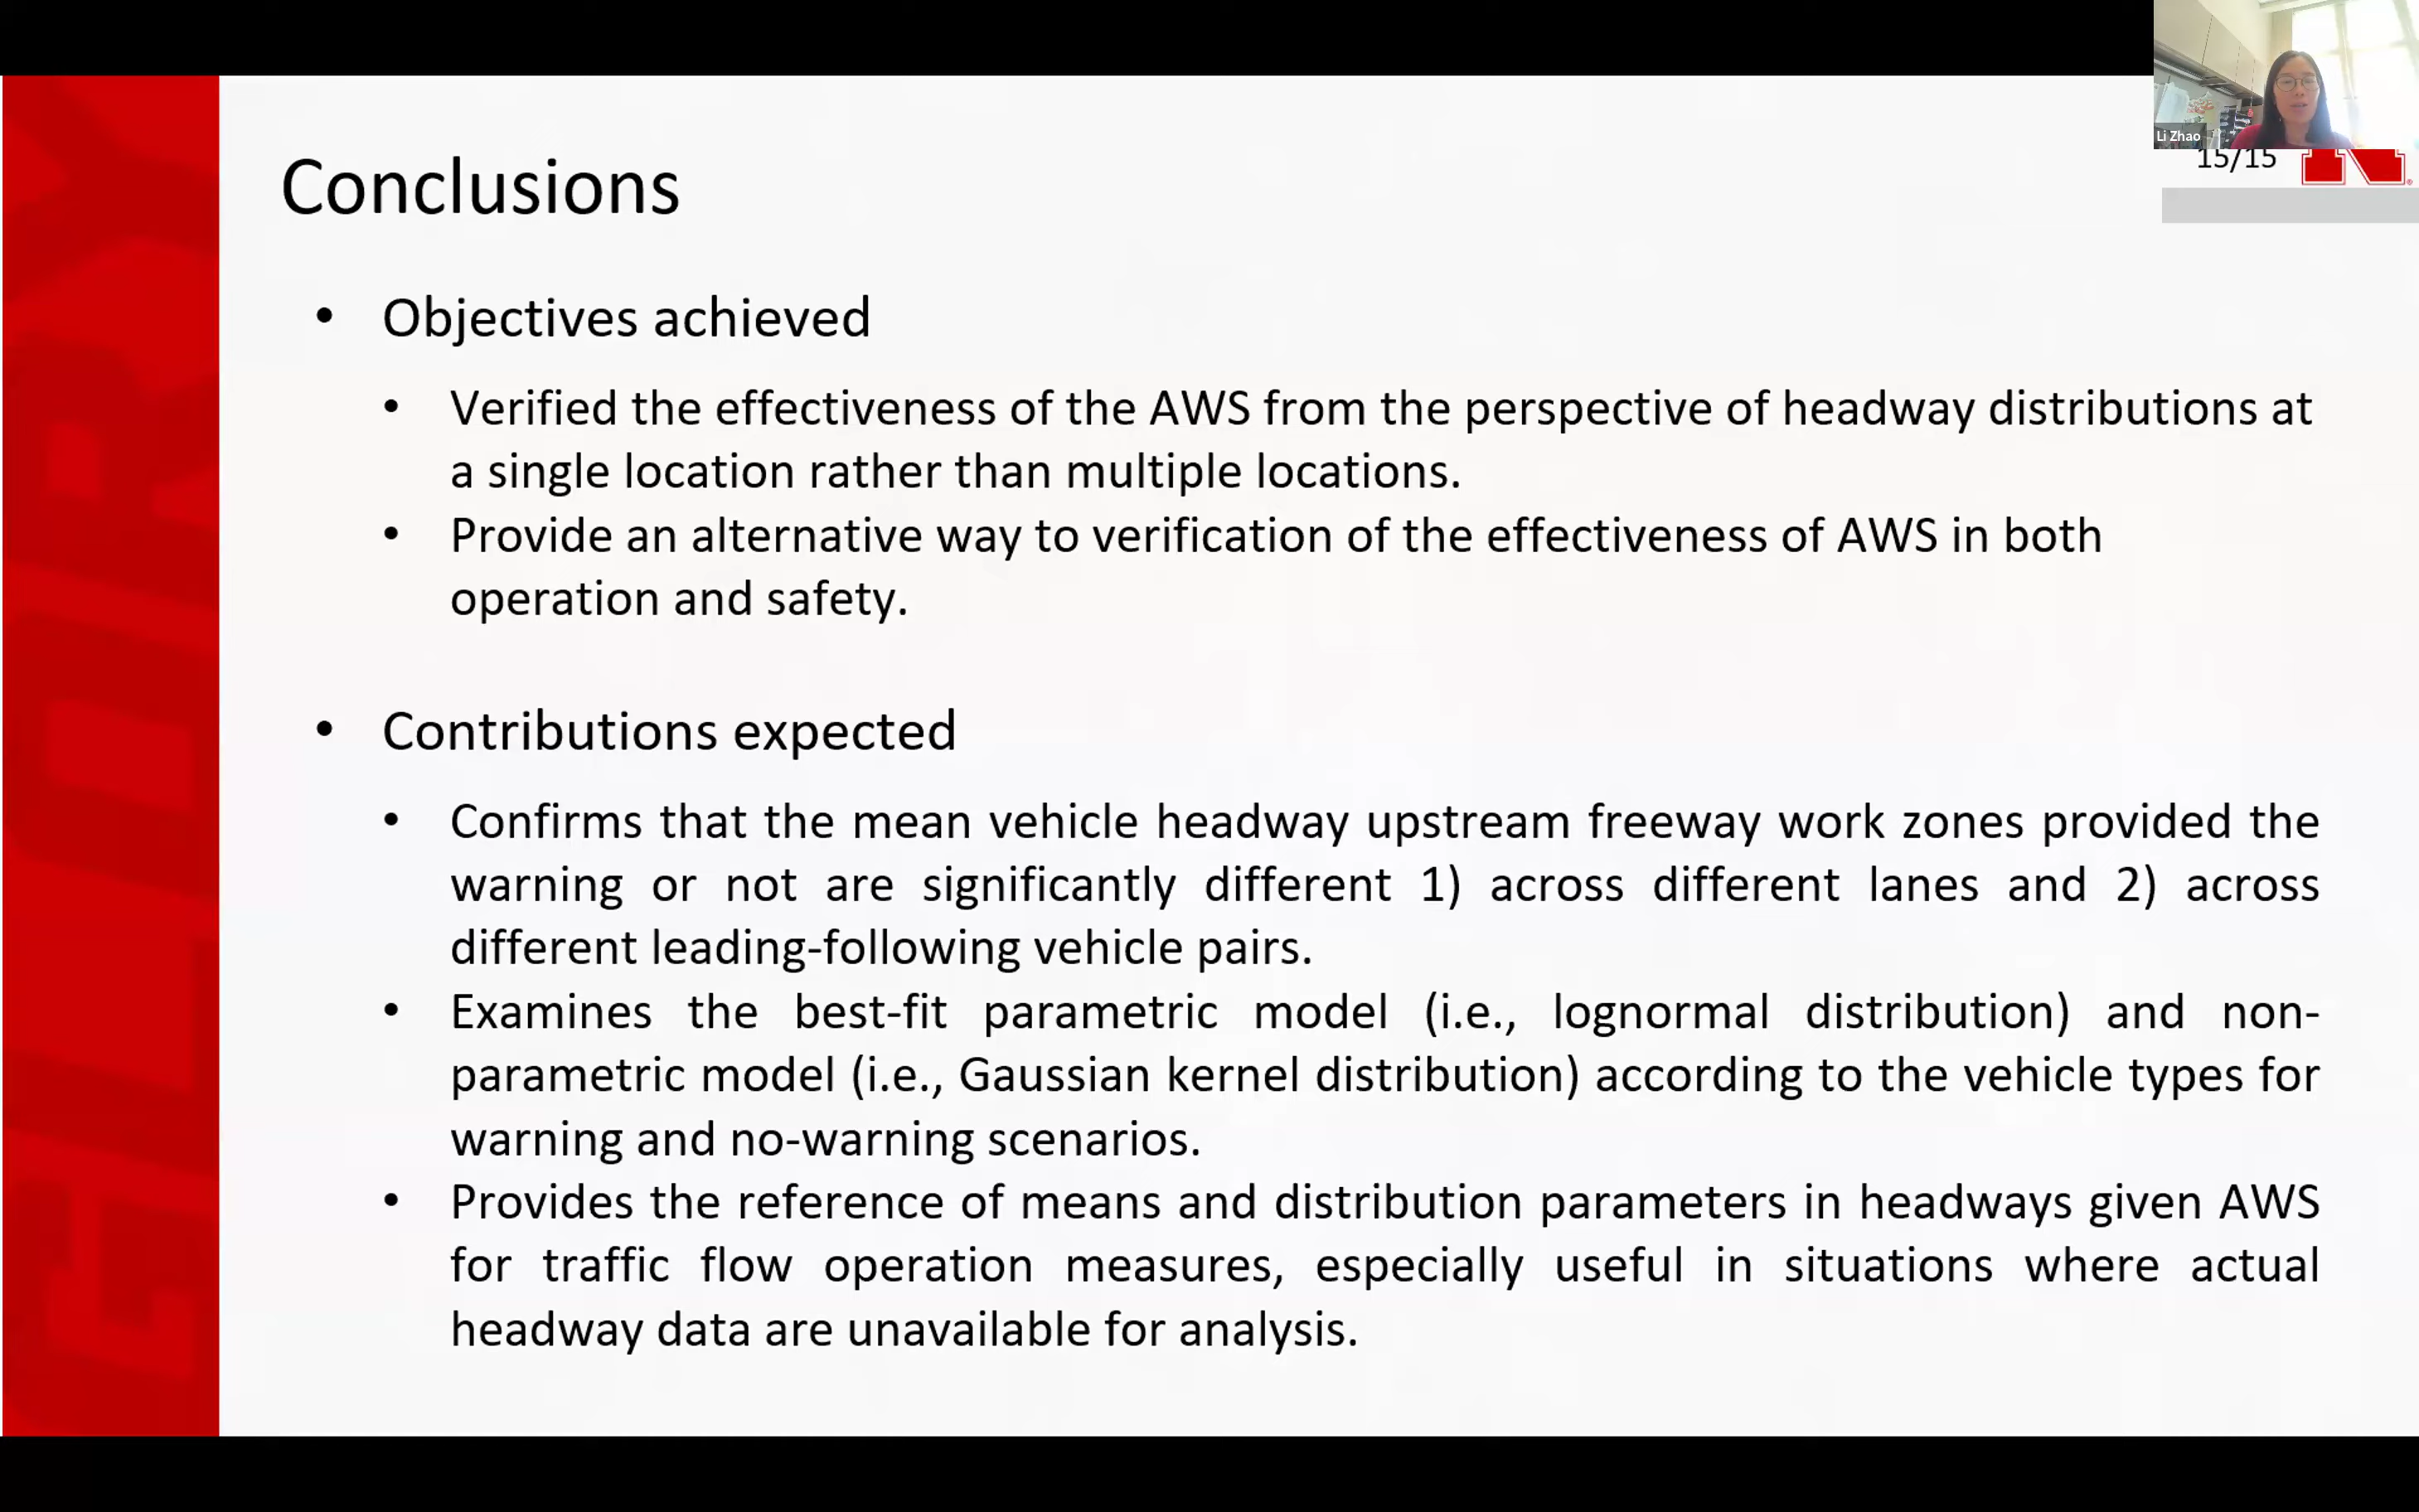 Li Zhao
15/15
Conclusions
• Objectives achieved
• Verified the effectiveness of the AWS from the perspective of headway distributions at
a single location rather than multiple locations.
• Provide an alternative way to verification of the effectiveness of AWS in both
operation and safety.
• Contributions expected
• Confirms that the mean vehicle headway upstream freeway work zones provided the
warning or not are significantly different 1) across different lanes and 2) across
different leading-following vehicle pairs.
• Examines the best-fit parametric model (i.e., lognormal distribution) and non-
parametric model (i.e., Gaussian kernel distribution) according to the vehicle types for
warning and no-warning scenarios.
• Provides the reference of means and distribution parameters in headways given AWS
for traffic flow operation measures, especially useful in situations where actual
headway data are unavailable for analysis.
GLORY
N